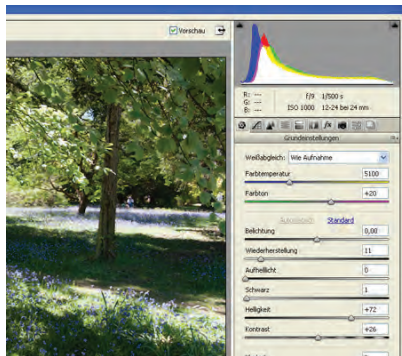 Vorschau
R: ---
G: ---
B: ---
f/9 1/500 s
ISO 1000 12-24 bei 24 mm
Grundeinstellungen
Weißabgleich: Wie Aufnahme
Farbtemperatur 5100
Farbton +20
Automatisch Standard
Belichtung 0,00
Wiederherstellung 11
Aufhelllicht 0
Schwarz 1
Helligkeit +72
Kontrast +26